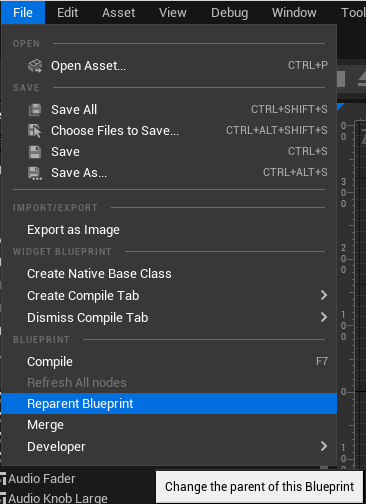 File Edit Asset View Debug Window Tool
OPEN
Open Asset... CTRL+P
SAVE
Save All CTRL+SHIFT+S
Choose Files to Save... CTRL+ALT+SHIFT+S
Save CTRL+S
Save As... CTRL+ALT+S
IMPORT/EXPORT
Export as Image
WIDGET BLUEPRINT
Create Native Base Class
Create Compile Tab
Dismiss Compile Tab
BLUEPRINT
Compile F7
Refresh All nodes
Reparent Blueprint
Merge
Developer
Audio Fader
Change the parent of this Blueprint
Audio Knob Large